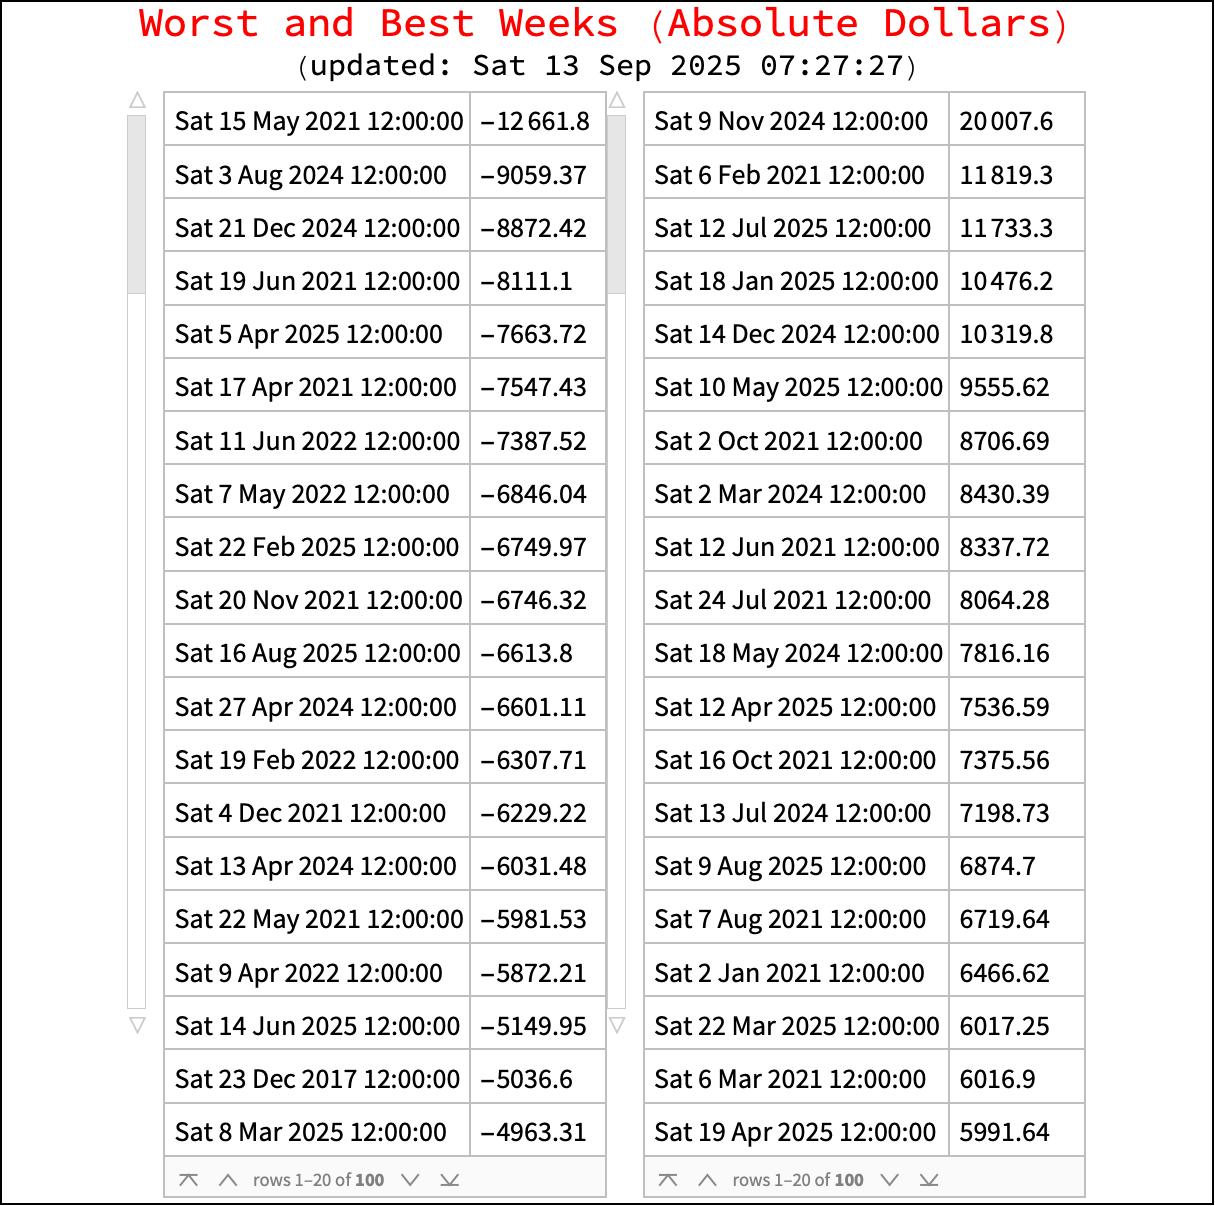 Worst and Best Weeks (Absolute Dollars)
(updated: Sat 13 Sep 2025 07:27:27)
Sat 15 May 2021 12:00:00 −12 661.8 Sat 9 Nov 2024 12:00:00 20 007.6
Sat 3 Aug 2024 12:00:00 −9059.37 Sat 6 Feb 2021 12:00:00 11 819.3
Sat 21 Dec 2024 12:00:00 −8872.42 Sat 12 Jul 2025 12:00:00 11 733.3
Sat 19 Jun 2021 12:00:00 −8111.1 Sat 18 Jan 2025 12:00:00 10 476.2
Sat 5 Apr 2025 12:00:00 −7663.72 Sat 14 Dec 2024 12:00:00 10 319.8
Sat 17 Apr 2021 12:00:00 −7547.43 Sat 10 May 2025 12:00:00 9555.62
Sat 11 Jun 2022 12:00:00 −7387.52 Sat 2 Oct 2021 12:00:00 8706.69
Sat 7 May 2022 12:00:00 −6846.04 Sat 2 Mar 2024 12:00:00 8430.39
Sat 22 Feb 2025 12:00:00 −6749.97 Sat 12 Jun 2021 12:00:00 8337.72
Sat 20 Nov 2021 12:00:00 −6746.32 Sat 24 Jul 2021 12:00:00 8064.28
Sat 16 Aug 2025 12:00:00 −6613.8 Sat 18 May 2024 12:00:00 7816.16
Sat 27 Apr 2024 12:00:00 −6601.11 Sat 12 Apr 2025 12:00:00 7536.59
Sat 19 Feb 2022 12:00:00 −6307.71 Sat 16 Oct 2021 12:00:00 7375.56
Sat 4 Dec 2021 12:00:00 −6229.22 Sat 13 Jul 2024 12:00:00 7198.73
Sat 13 Apr 2024 12:00:00 −6031.48 Sat 9 Aug 2025 12:00:00 6874.7
Sat 22 May 2021 12:00:00 −5981.53 Sat 7 Aug 2021 12:00:00 6719.64
Sat 9 Apr 2022 12:00:00 −5872.21 Sat 2 Jan 2021 12:00:00 6466.62
Sat 14 Jun 2025 12:00:00 −5149.95 Sat 22 Mar 2025 12:00:00 6017.25
Sat 23 Dec 2017 12:00:00 −5036.6 Sat 6 Mar 2021 12:00:00 6016.9
Sat 8 Mar 2025 12:00:00 −4963.31 Sat 19 Apr 2025 12:00:00 5991.64
rows 1–20 of 100 rows 1–20 of 100